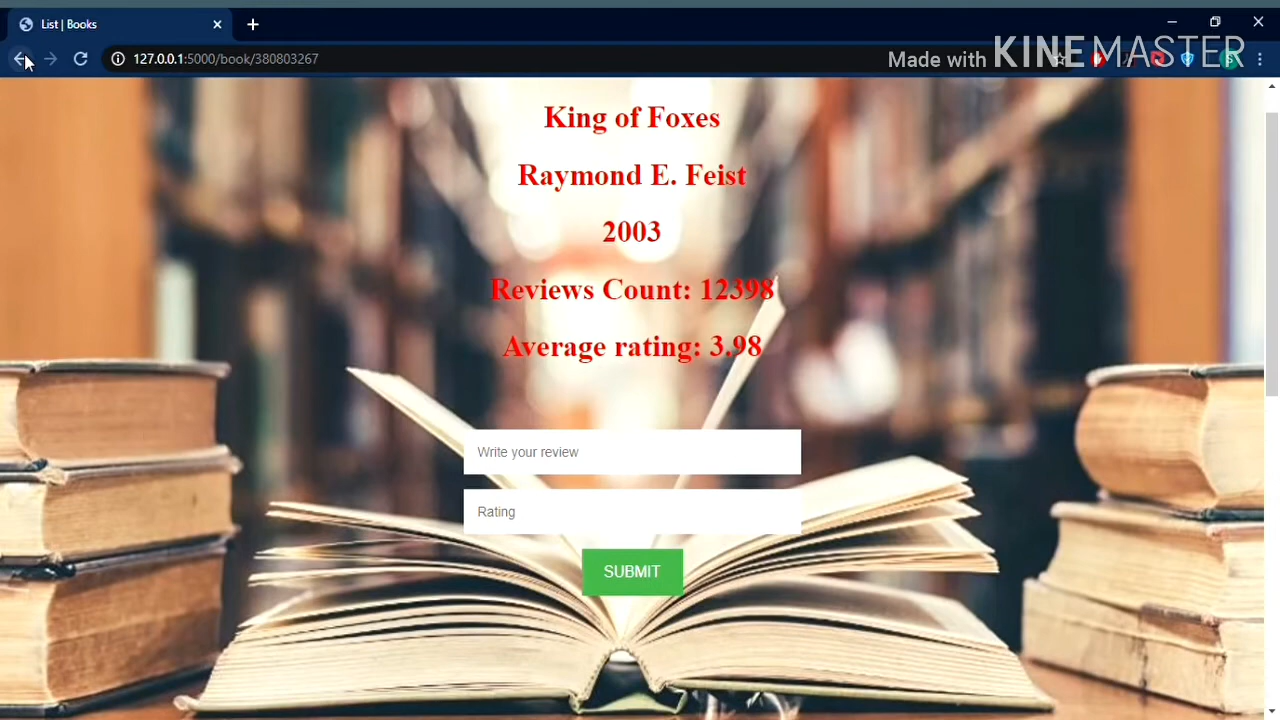 List | Books
127.0.0.1:5000/book/380803267
Made with KINEMASTER
King of Foxes
Raymond E. Feist
2003
Reviews Count: 12398
Average rating: 3.98
Write your review
Rating
SUBMIT